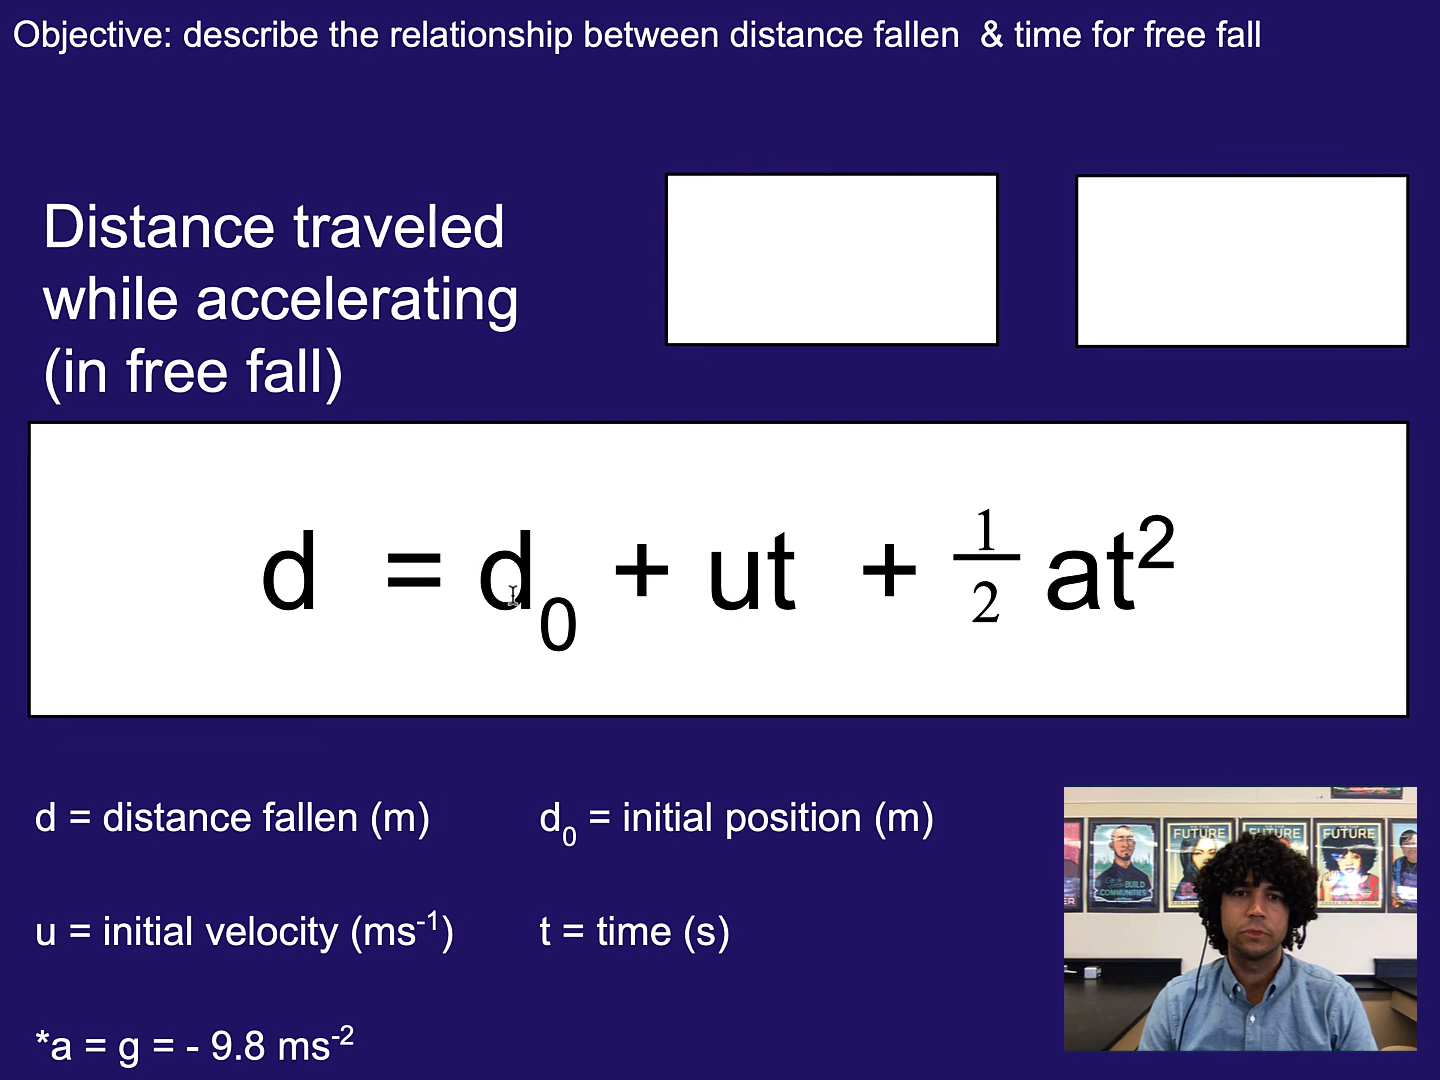 Objective: describe the relationship between distance fallen & time for free fall
Distance traveled
while accelerating
(in free fall)
d = d₀ + ut + ½ at²
d = distance fallen (m)
d₀ = initial position (m)
u = initial velocity (ms⁻¹)
t = time (s)
*a = g = - 9.8 ms⁻²
FUTURE
FUTURE
FUTURE
BUILD
COMMUNITIES
ER